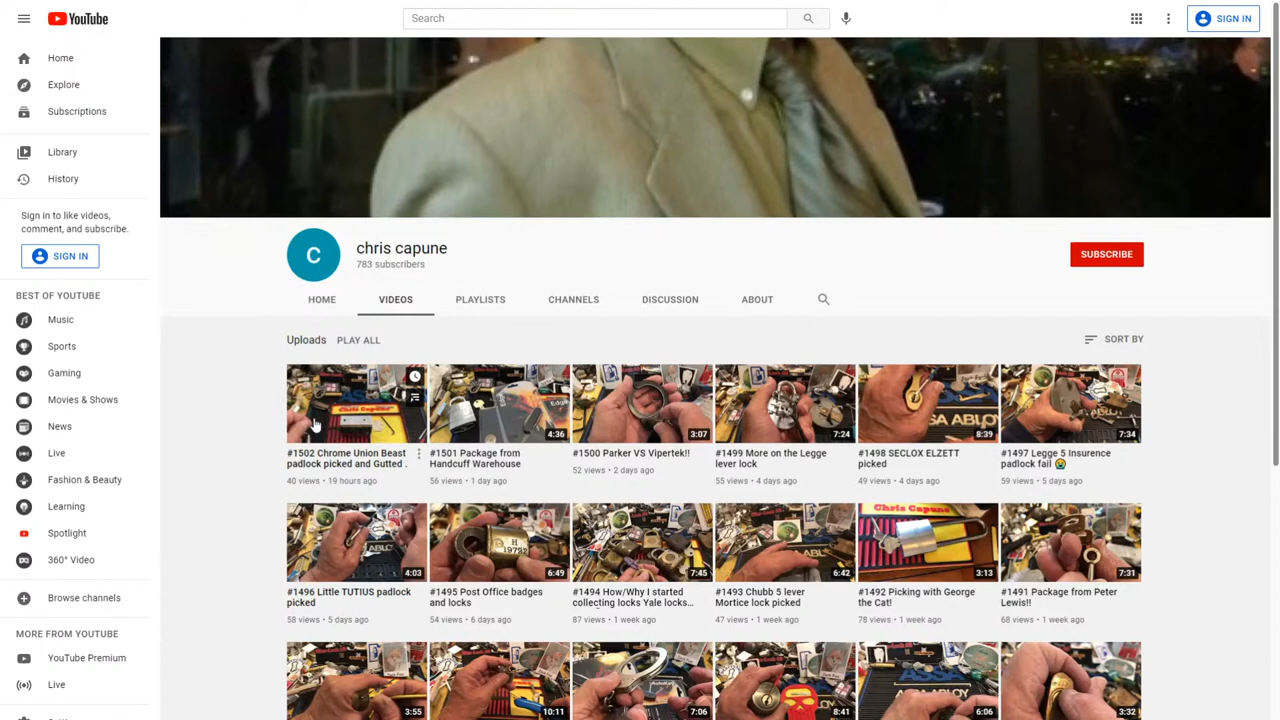 YouTube
Search
SIGN IN
Home
Explore
Subscriptions
Library
History
Sign in to like videos,
comment, and subscribe.
SIGN IN
BEST OF YOUTUBE
Music
Sports
Gaming
Movies & Shows
News
Live
Fashion & Beauty
Learning
Spotlight
360° Video
Browse channels
MORE FROM YOUTUBE
YouTube Premium
Live
C
chris capune
783 subscribers
SUBSCRIBE
HOME
VIDEOS
PLAYLISTS
CHANNELS
DISCUSSION
ABOUT
Uploads
PLAY ALL
SORT BY
Chris Capune
4:36
3:07
7:24
8:39
7:34
#1502 Chrome Union Beast
padlock picked and Gutted .
40 views • 19 hours ago
#1501 Package from
Handcuff Warehouse
56 views • 1 day ago
#1500 Parker VS Vipertek!!
52 views • 2 days ago
#1499 More on the Legge
lever lock
55 views • 4 days ago
#1498 SECLOX ELZETT
picked
49 views • 4 days ago
#1497 Legge 5 Insurence
padlock fail 😭
59 views • 5 days ago
4:03
H
19792
6:49
7:45
6:42
Chris Capune
3:13
7:31
#1496 Little TUTIUS padlock
picked
58 views • 5 days ago
#1495 Post Office badges
and locks
54 views • 6 days ago
#1494 How/Why I started
collecting locks Yale locks...
87 views • 1 week ago
#1493 Chubb 5 lever
Mortice lock picked
47 views • 1 week ago
#1492 Picking with George
the Cat!
78 views • 1 week ago
#1491 Package from Peter
Lewis!!
68 views • 1 week ago
3:55
10:11
7:06
8:41
6:06
3:32